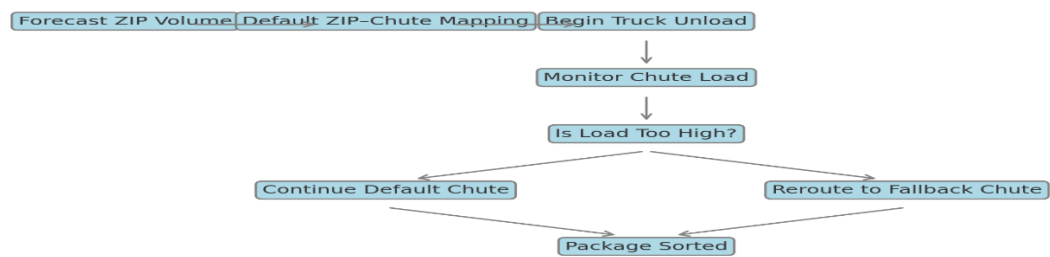 Forecast ZIP Volume
Default ZIP–Chute Mapping
Begin Truck Unload
Monitor Chute Load
Is Load Too High?
Continue Default Chute
Reroute to Fallback Chute
Package Sorted